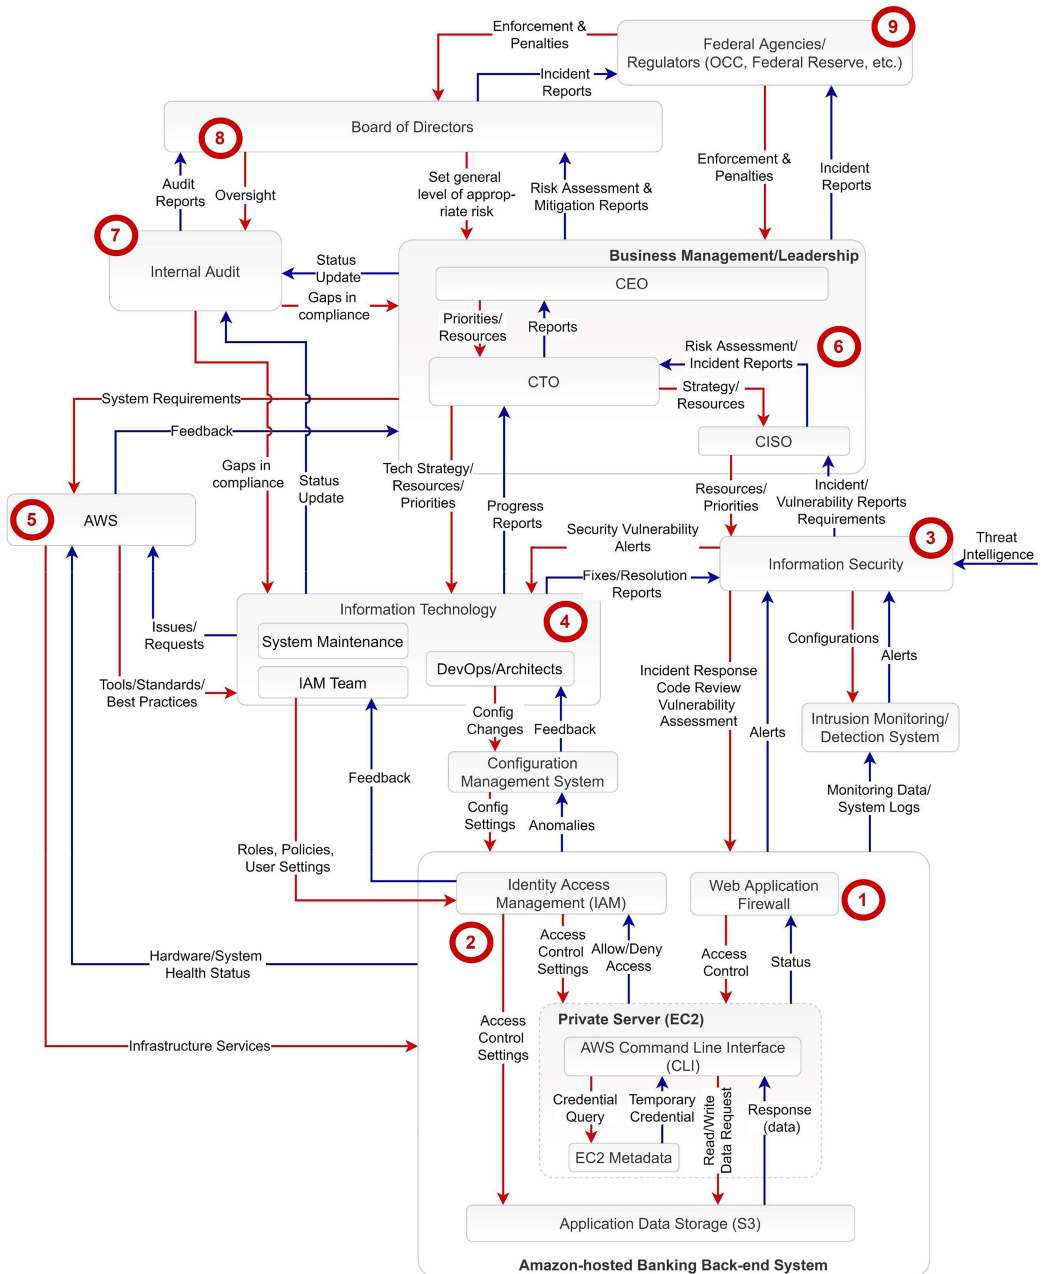 Enforcement &
Penalties
9
Federal Agencies/
Regulators (OCC, Federal Reserve, etc.)
Incident
Reports
Board of Directors
8
Audit
Reports
Oversight
Set general
level of approp-
riate risk
Risk Assessment &
Mitigation Reports
Enforcement &
Penalties
Incident
Reports
7
Internal Audit
Status
Update
Gaps in
compliance
Business Management/Leadership
CEO
Priorities/
Resources
Reports
6
Risk Assessment/
Incident Reports
CTO
Strategy/
Resources
System Requirements
Feedback
CISO
Gaps in
compliance
Status
Update
Tech Strategy/
Resources/
Priorities
Progress
Reports
Resources/
Priorities
Incident/
Vulnerability Reports
Requirements
5
AWS
Security Vulnerability
Alerts
3
Information Security
Threat
Intelligence
Fixes/Resolution
Reports
Issues/
Requests
Information Technology
4
System Maintenance
IAM Team
DevOps/Architects
Tools/Standards/
Best Practices
Config
Changes
Feedback
Incident Response
Code Review
Vulnerability
Assessment
Alerts
Configurations
Alerts
Intrusion Monitoring/
Detection System
Feedback
Configuration
Management System
Config
Settings
Anomalies
Monitoring Data/
System Logs
Roles, Policies,
User Settings
Identity Access
Management (IAM)
Web Application
Firewall
1
2
Hardware/System
Health Status
Access
Control
Settings
Allow/Deny
Access
Access
Control
Status
Access
Control
Settings
Private Server (EC2)
AWS Command Line Interface
(CLI)
Infrastructure Services
Credential
Query
Temporary
Credential
Read/Write
Data Request
Response
(data)
EC2 Metadata
Application Data Storage (S3)
Amazon-hosted Banking Back-end System